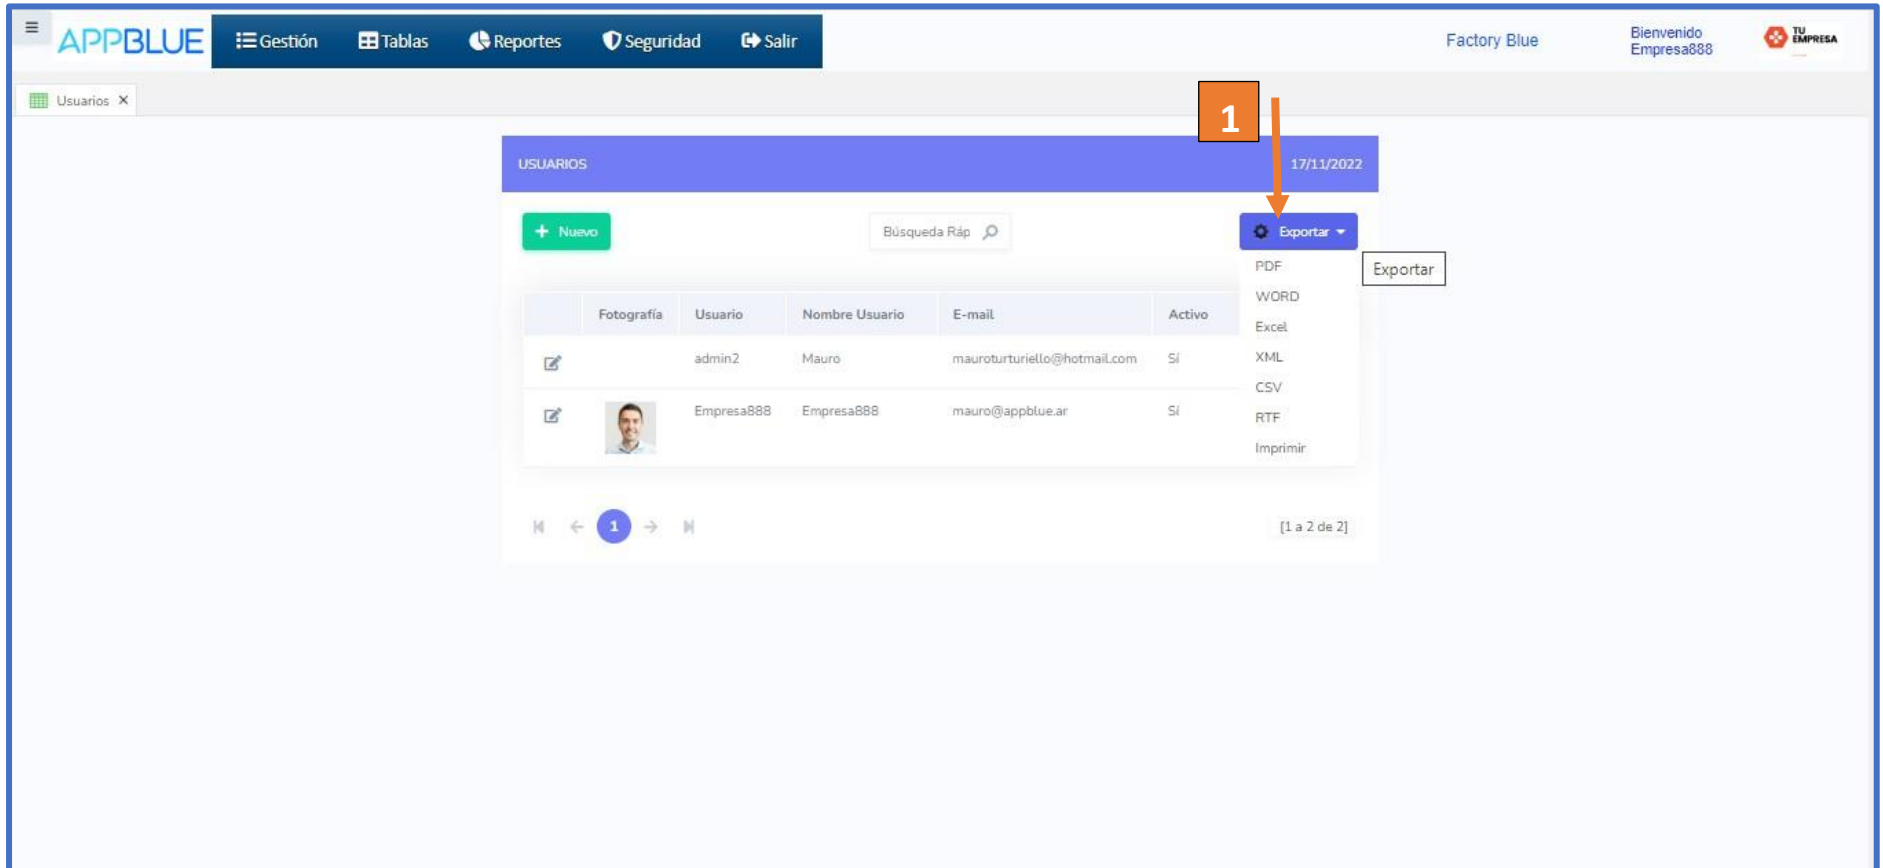 APPBLUE Gestión Tablas Reportes Seguridad Salir Factory Blue Bienvenido
Empresa888 TU
EMPRESA
Usuarios X
1
USUARIOS 17/11/2022
+ Nuevo Búsqueda Ráp Exportar
Exportar
PDF
WORD
Excel
XML
CSV
RTF
Imprimir
Fotografía Usuario Nombre Usuario E-mail Activo
admin2 Mauro mauroturturiello@hotmail.com Sí
Empresa888 Empresa888 mauro@appblue.ar Sí
1 [1 a 2 de 2]